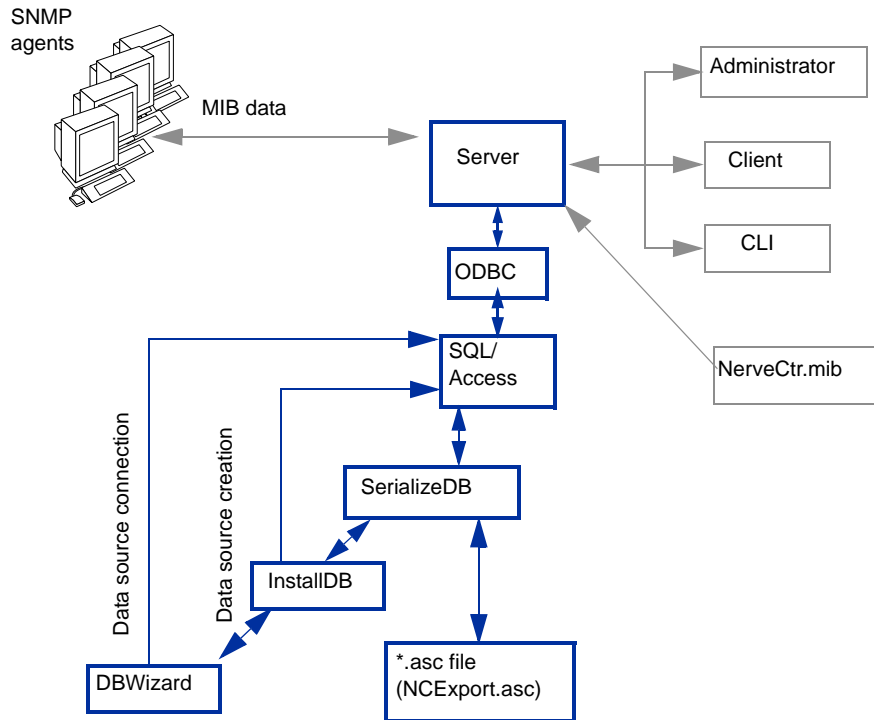 SNMP
agents
MIB data
Server
Administrator
Client
CLI
ODBC
SQL/
Access
NerveCtr.mib
Data source connection
Data source creation
SerializeDB
InstallDB
DBWizard
*.asc file
(NCExport.asc)